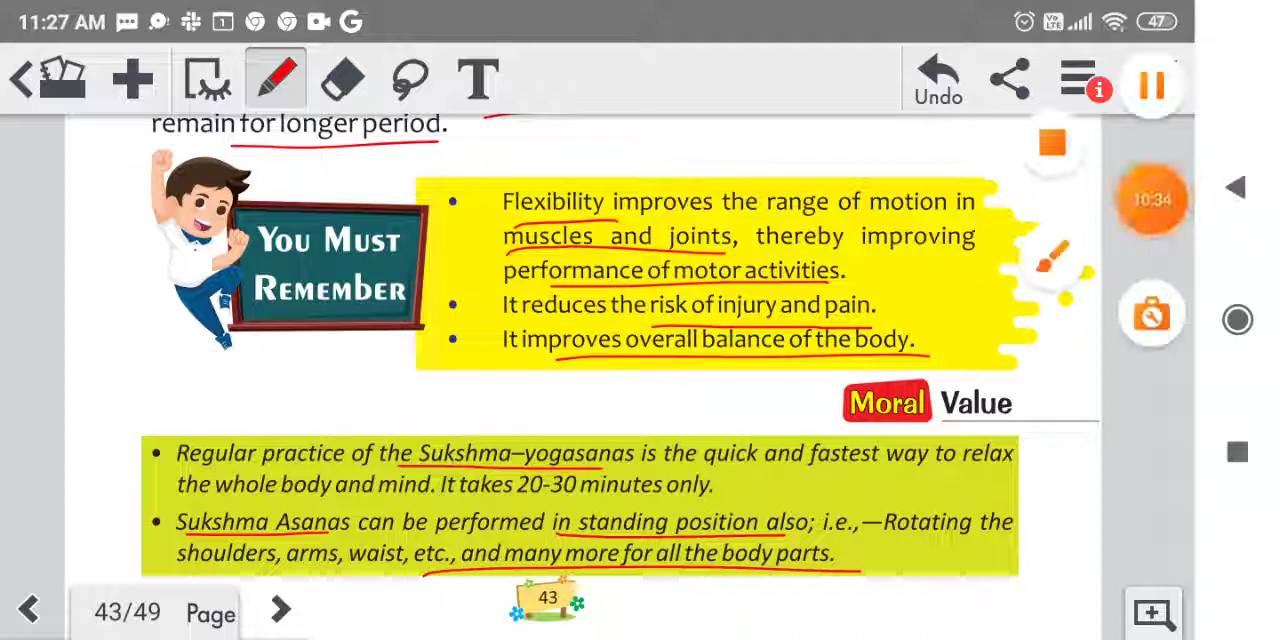 11:27 AM
Vo LTE
47
Undo
i
remain for longer period.
10:34
YOU MUST
REMEMBER
• Flexibility improves the range of motion in
muscles and joints, thereby improving
performance of motor activities.
• It reduces the risk of injury and pain.
• It improves overall balance of the body.
Moral Value
• Regular practice of the Sukshma–yogasanas is the quick and fastest way to relax
the whole body and mind. It takes 20-30 minutes only.
• Sukshma Asanas can be performed in standing position also; i.e.,—Rotating the
shoulders, arms, waist, etc., and many more for all the body parts.
43
43/49 Page